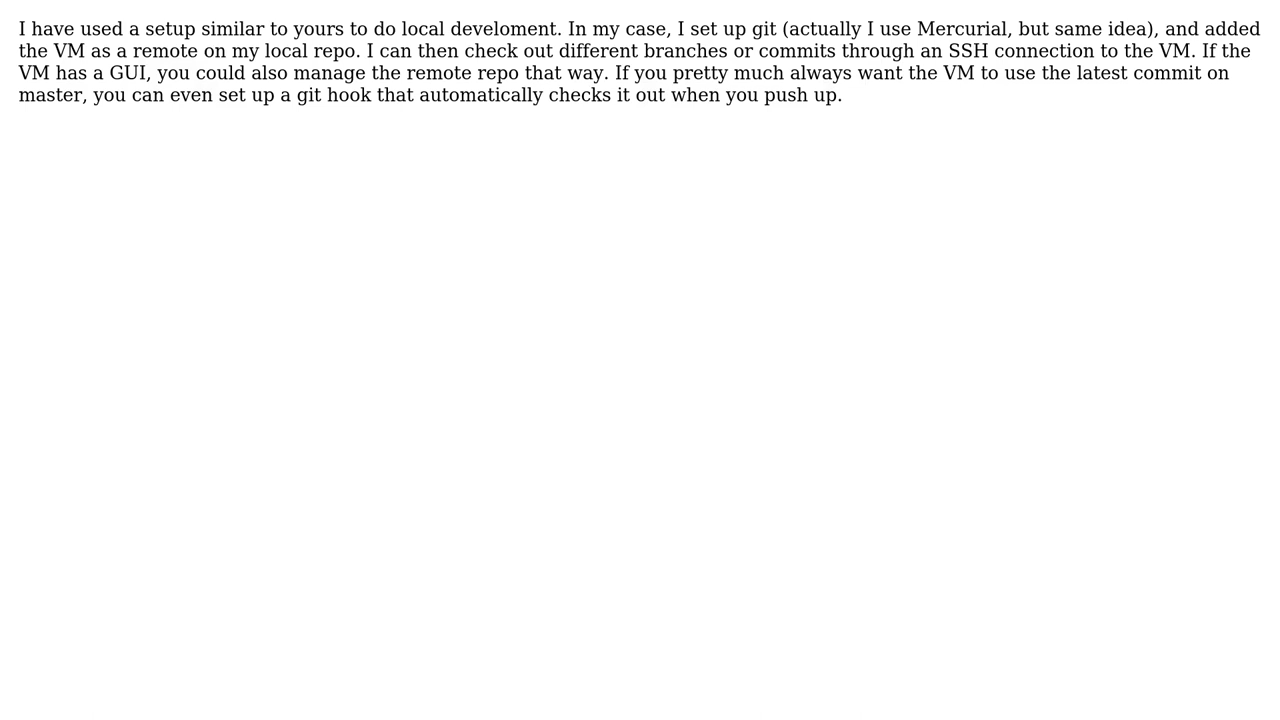 I have used a setup similar to yours to do local develoment. In my case, I set up git (actually I use Mercurial, but same idea), and added
the VM as a remote on my local repo. I can then check out different branches or commits through an SSH connection to the VM. If the
VM has a GUI, you could also manage the remote repo that way. If you pretty much always want the VM to use the latest commit on
master, you can even set up a git hook that automatically checks it out when you push up.